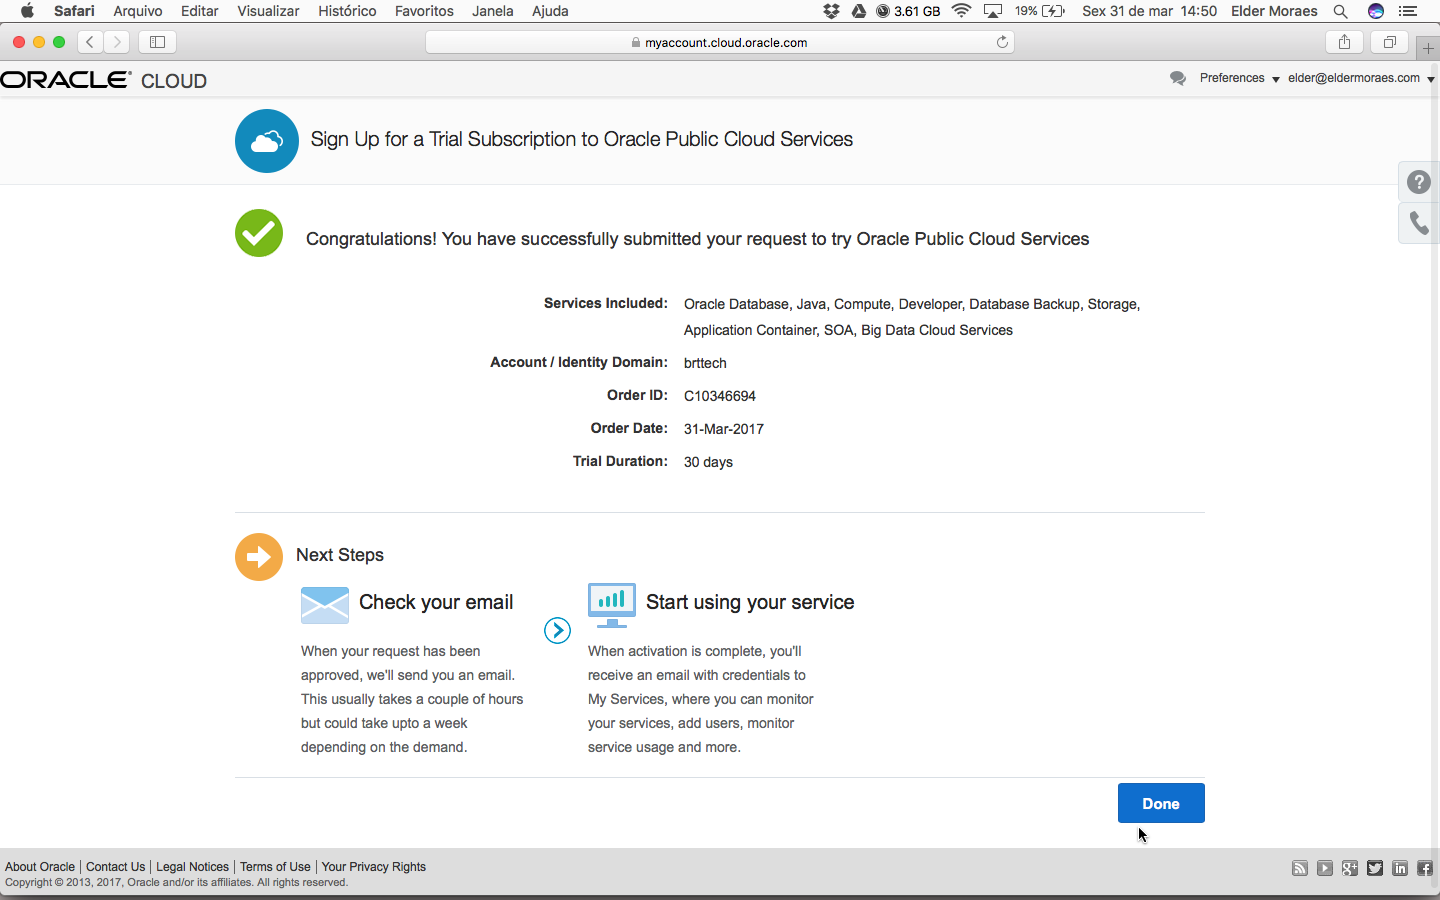 Safari Arquivo Editar Visualizar Histórico Favoritos Janela Ajuda 3.61 GB 19% Sex 31 de mar 14:50 Elder Moraes
myaccount.cloud.oracle.com
ORACLE CLOUD Preferences elder@eldermoraes.com
Sign Up for a Trial Subscription to Oracle Public Cloud Services
Congratulations! You have successfully submitted your request to try Oracle Public Cloud Services
Services Included: Oracle Database, Java, Compute, Developer, Database Backup, Storage,
Application Container, SOA, Big Data Cloud Services
Account / Identity Domain: brttech
Order ID: C10346694
Order Date: 31-Mar-2017
Trial Duration: 30 days
Next Steps
Check your email
When your request has been
approved, we'll send you an email.
This usually takes a couple of hours
but could take upto a week
depending on the demand.
Start using your service
When activation is complete, you'll
receive an email with credentials to
My Services, where you can monitor
your services, add users, monitor
service usage and more.
Done
About Oracle | Contact Us | Legal Notices | Terms of Use | Your Privacy Rights
Copyright © 2013, 2017, Oracle and/or its affiliates. All rights reserved.